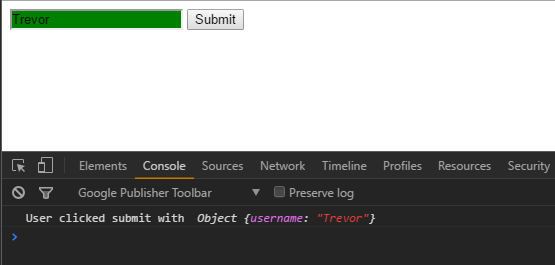 Trevor Submit
Elements Console Sources Network Timeline Profiles Resources Security
Google Publisher Toolbar ▼ Preserve log
User clicked submit with Object {username: "Trevor"}
>